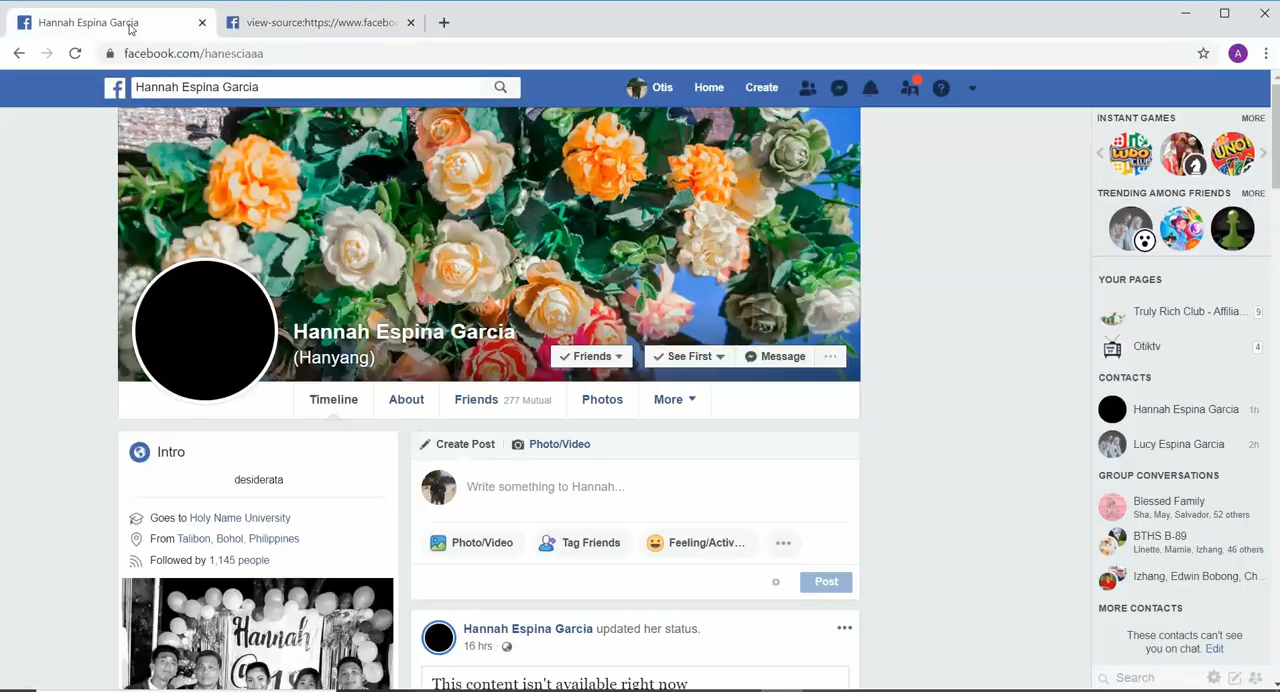 Hannah Espina Garcia
view-source:https://www.facebo
facebook.com/hanesciaaa
A
Hannah Espina Garcia
Otis
Home
Create
INSTANT GAMES
MORE
LUDO
UNO!
TRENDING AMONG FRIENDS
MORE
Hannah Espina Garcia
(Hanyang)
Friends
See First
Message
Timeline
About
Friends 277 Mutual
Photos
More
Intro
desiderata
Goes to Holy Name University
From Talibon, Bohol, Philippines
Followed by 1,145 people
Hannah
@18
Create Post
Photo/Video
Write something to Hannah...
Photo/Video
Tag Friends
Feeling/Activ...
Post
Hannah Espina Garcia updated her status.
16 hrs
This content isn't available right now
YOUR PAGES
Truly Rich Club - Affilia...
9
Otiktv
4
CONTACTS
Hannah Espina Garcia
1h
Lucy Espina Garcia
2h
GROUP CONVERSATIONS
Blessed Family
Sha, May, Salvador, 52 others
BTHS B-89
Linette, Marnie, Izhang, 46 others
Izhang, Edwin Bobong, Ch...
MORE CONTACTS
These contacts can't see
you on chat. Edit
Search